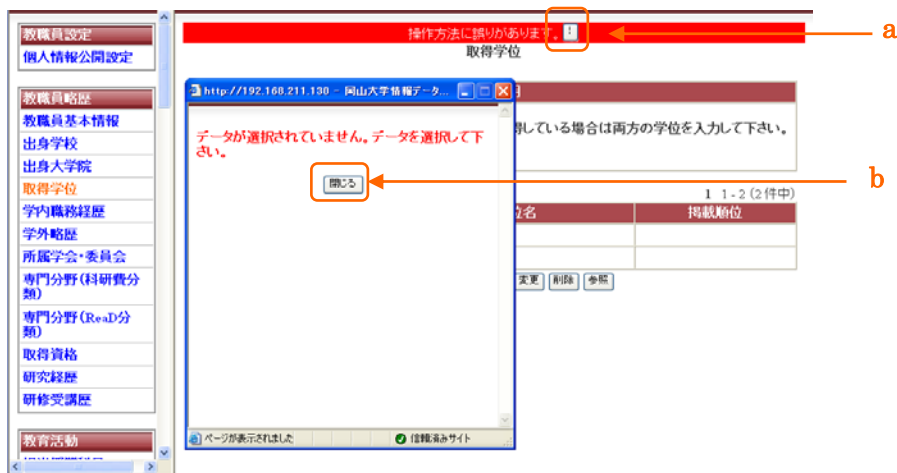 教職員設定
個人情報公開設定
教職員略歴
教職員基本情報
出身学校
出身大学院
取得学位
学内職務経歴
学外略歴
所属学会・委員会
専門分野(科研費分
類)
専門分野(ReaD分
類)
取得資格
研究経歴
研修受講歴
教育活動
操作方法に誤りがあります。 !
a
取得学位
http://192.168.211.130 - 岡山大学情報データ...
データが選択されていません。データを選択して下
さい。
閉じる
b
得している場合は両方の学位を入力して下さい。
1 1-2(2件中)
位名 掲載順位
変更 削除 参照
ページが表示されました 信頼済みサイト